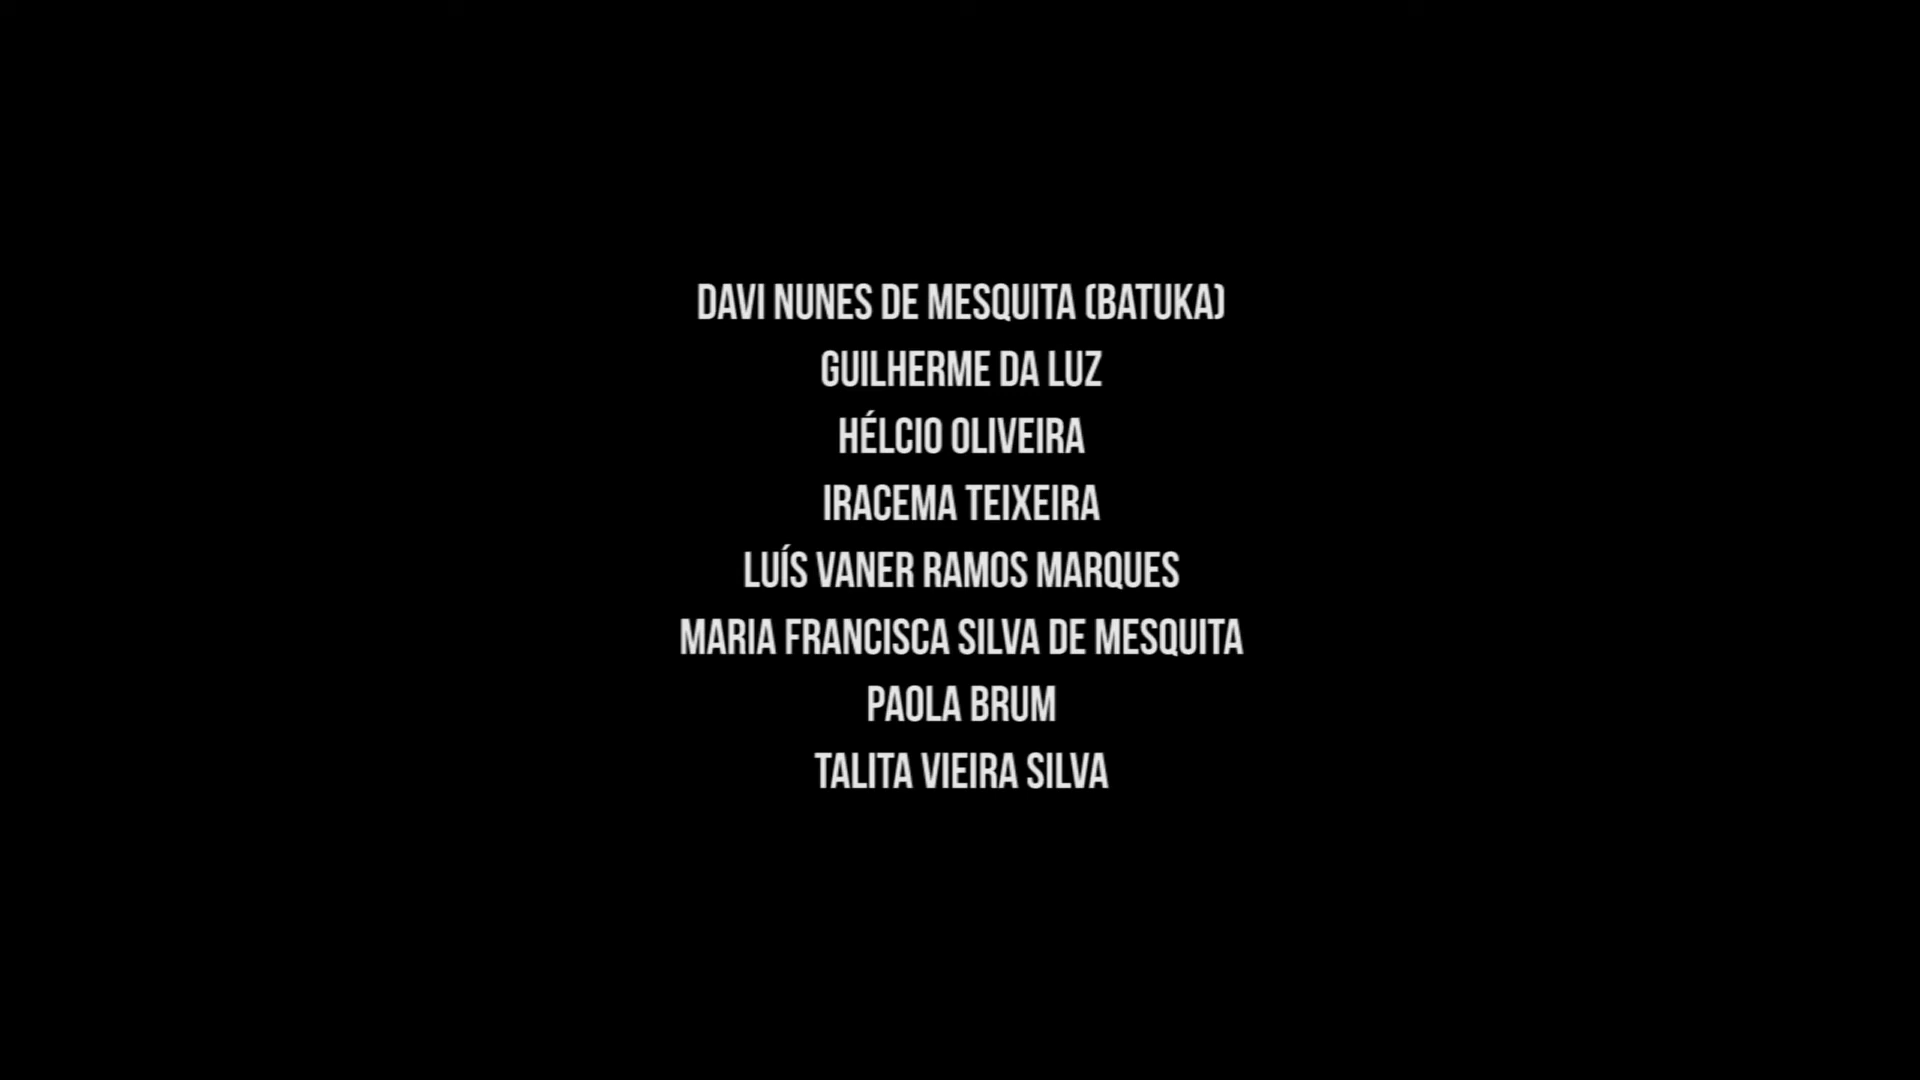 DAVI NUNES DE MESQUITA (BATUKA)
GUILHERME DA LUZ
HÉLCIO OLIVEIRA
IRACEMA TEIXEIRA
LUÍS VANER RAMOS MARQUES
MARIA FRANCISCA SILVA DE MESQUITA
PAOLA BRUM
TALITA VIEIRA SILVA